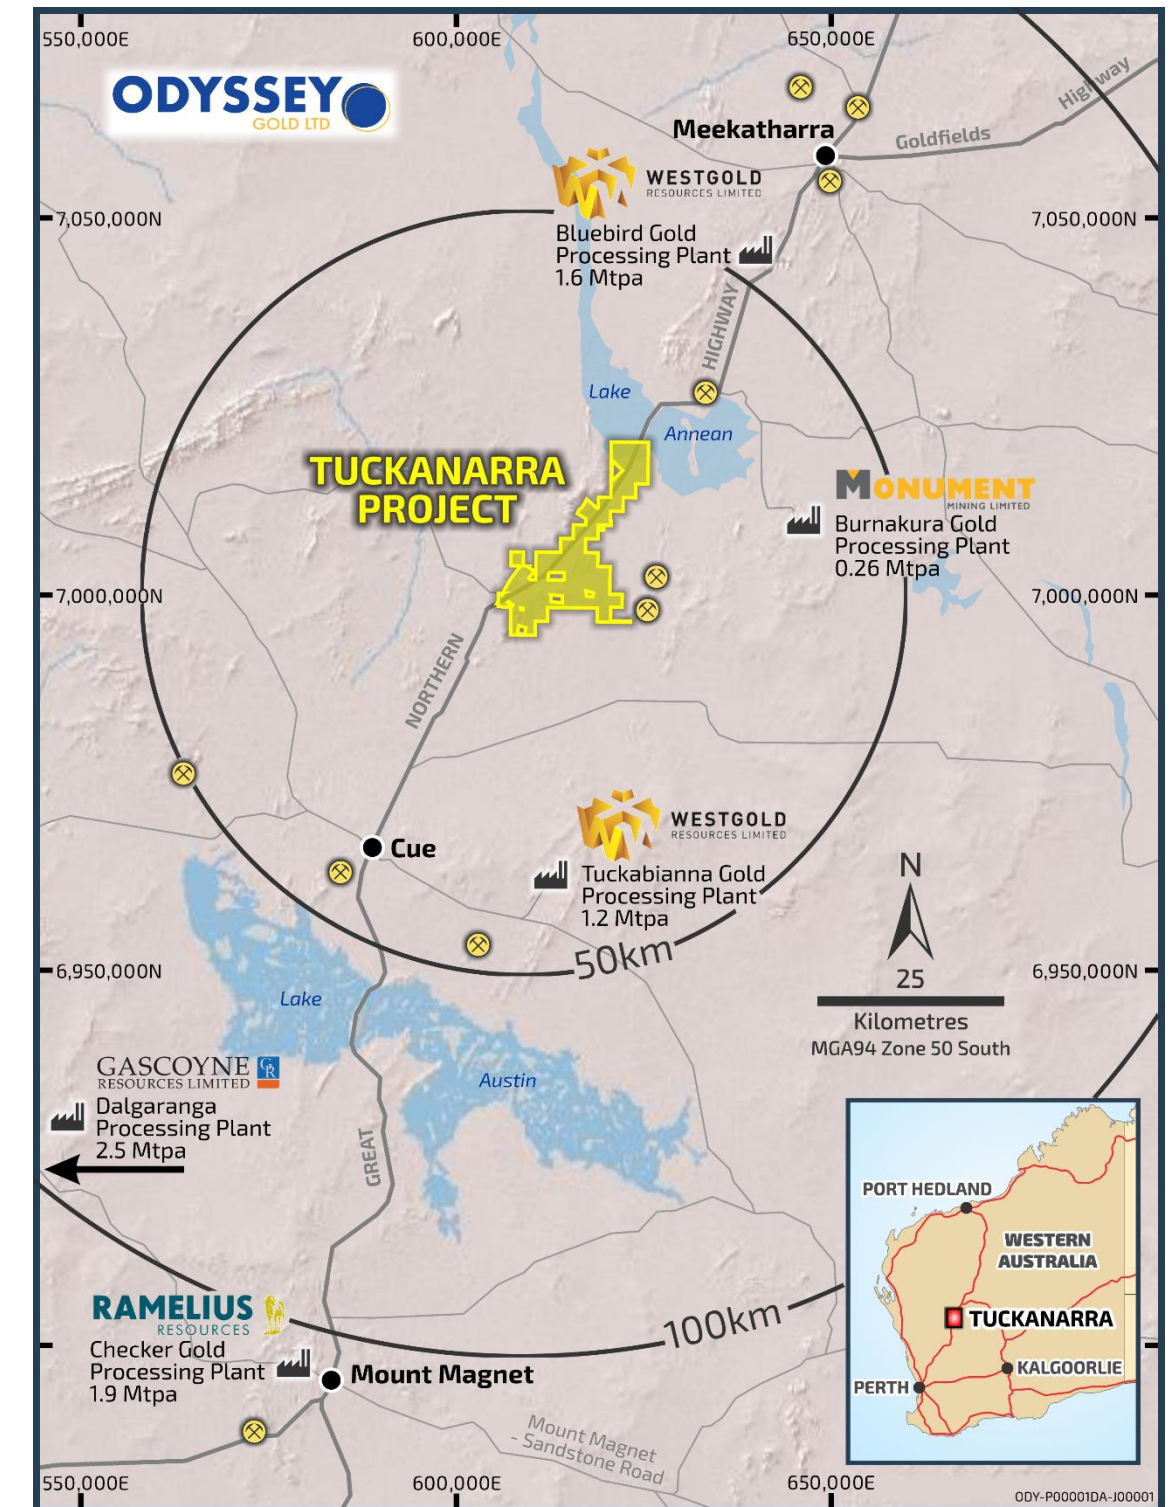 550,000E
600,000E
650,000E
ODYSSEY
GOLD LTD
Highway
Goldfields
Meekatharra
WESTGOLD
RESOURCES LIMITED
7,050,000N
7,050,000N
Bluebird Gold
Processing Plant
1.6 Mtpa
HIGHWAY
Lake
Annean
TUCKANARRA
PROJECT
MONUMENT
MINING LIMITED
Burnakura Gold
Processing Plant
0.26 Mtpa
7,000,000N
7,000,000N
NORTHERN
WESTGOLD
RESOURCES LIMITED
Cue
Tuckabianna Gold
Processing Plant
1.2 Mtpa
N
50km
6,950,000N
6,950,000N
25
Kilometres
MGA94 Zone 50 South
Lake
Austin
GASCOYNE
RESOURCES LIMITED
GR
Dalgaranga
Processing Plant
2.5 Mtpa
GREAT
PORT HEDLAND
WESTERN
AUSTRALIA
TUCKANARRA
KALGOORLIE
PERTH
RAMELIUS
RESOURCES
100km
Checker Gold
Processing Plant
1.9 Mtpa
Mount Magnet
Mount Magnet
- Sandstone Road
550,000E
600,000E
650,000E
ODY-P00001DA-J00001